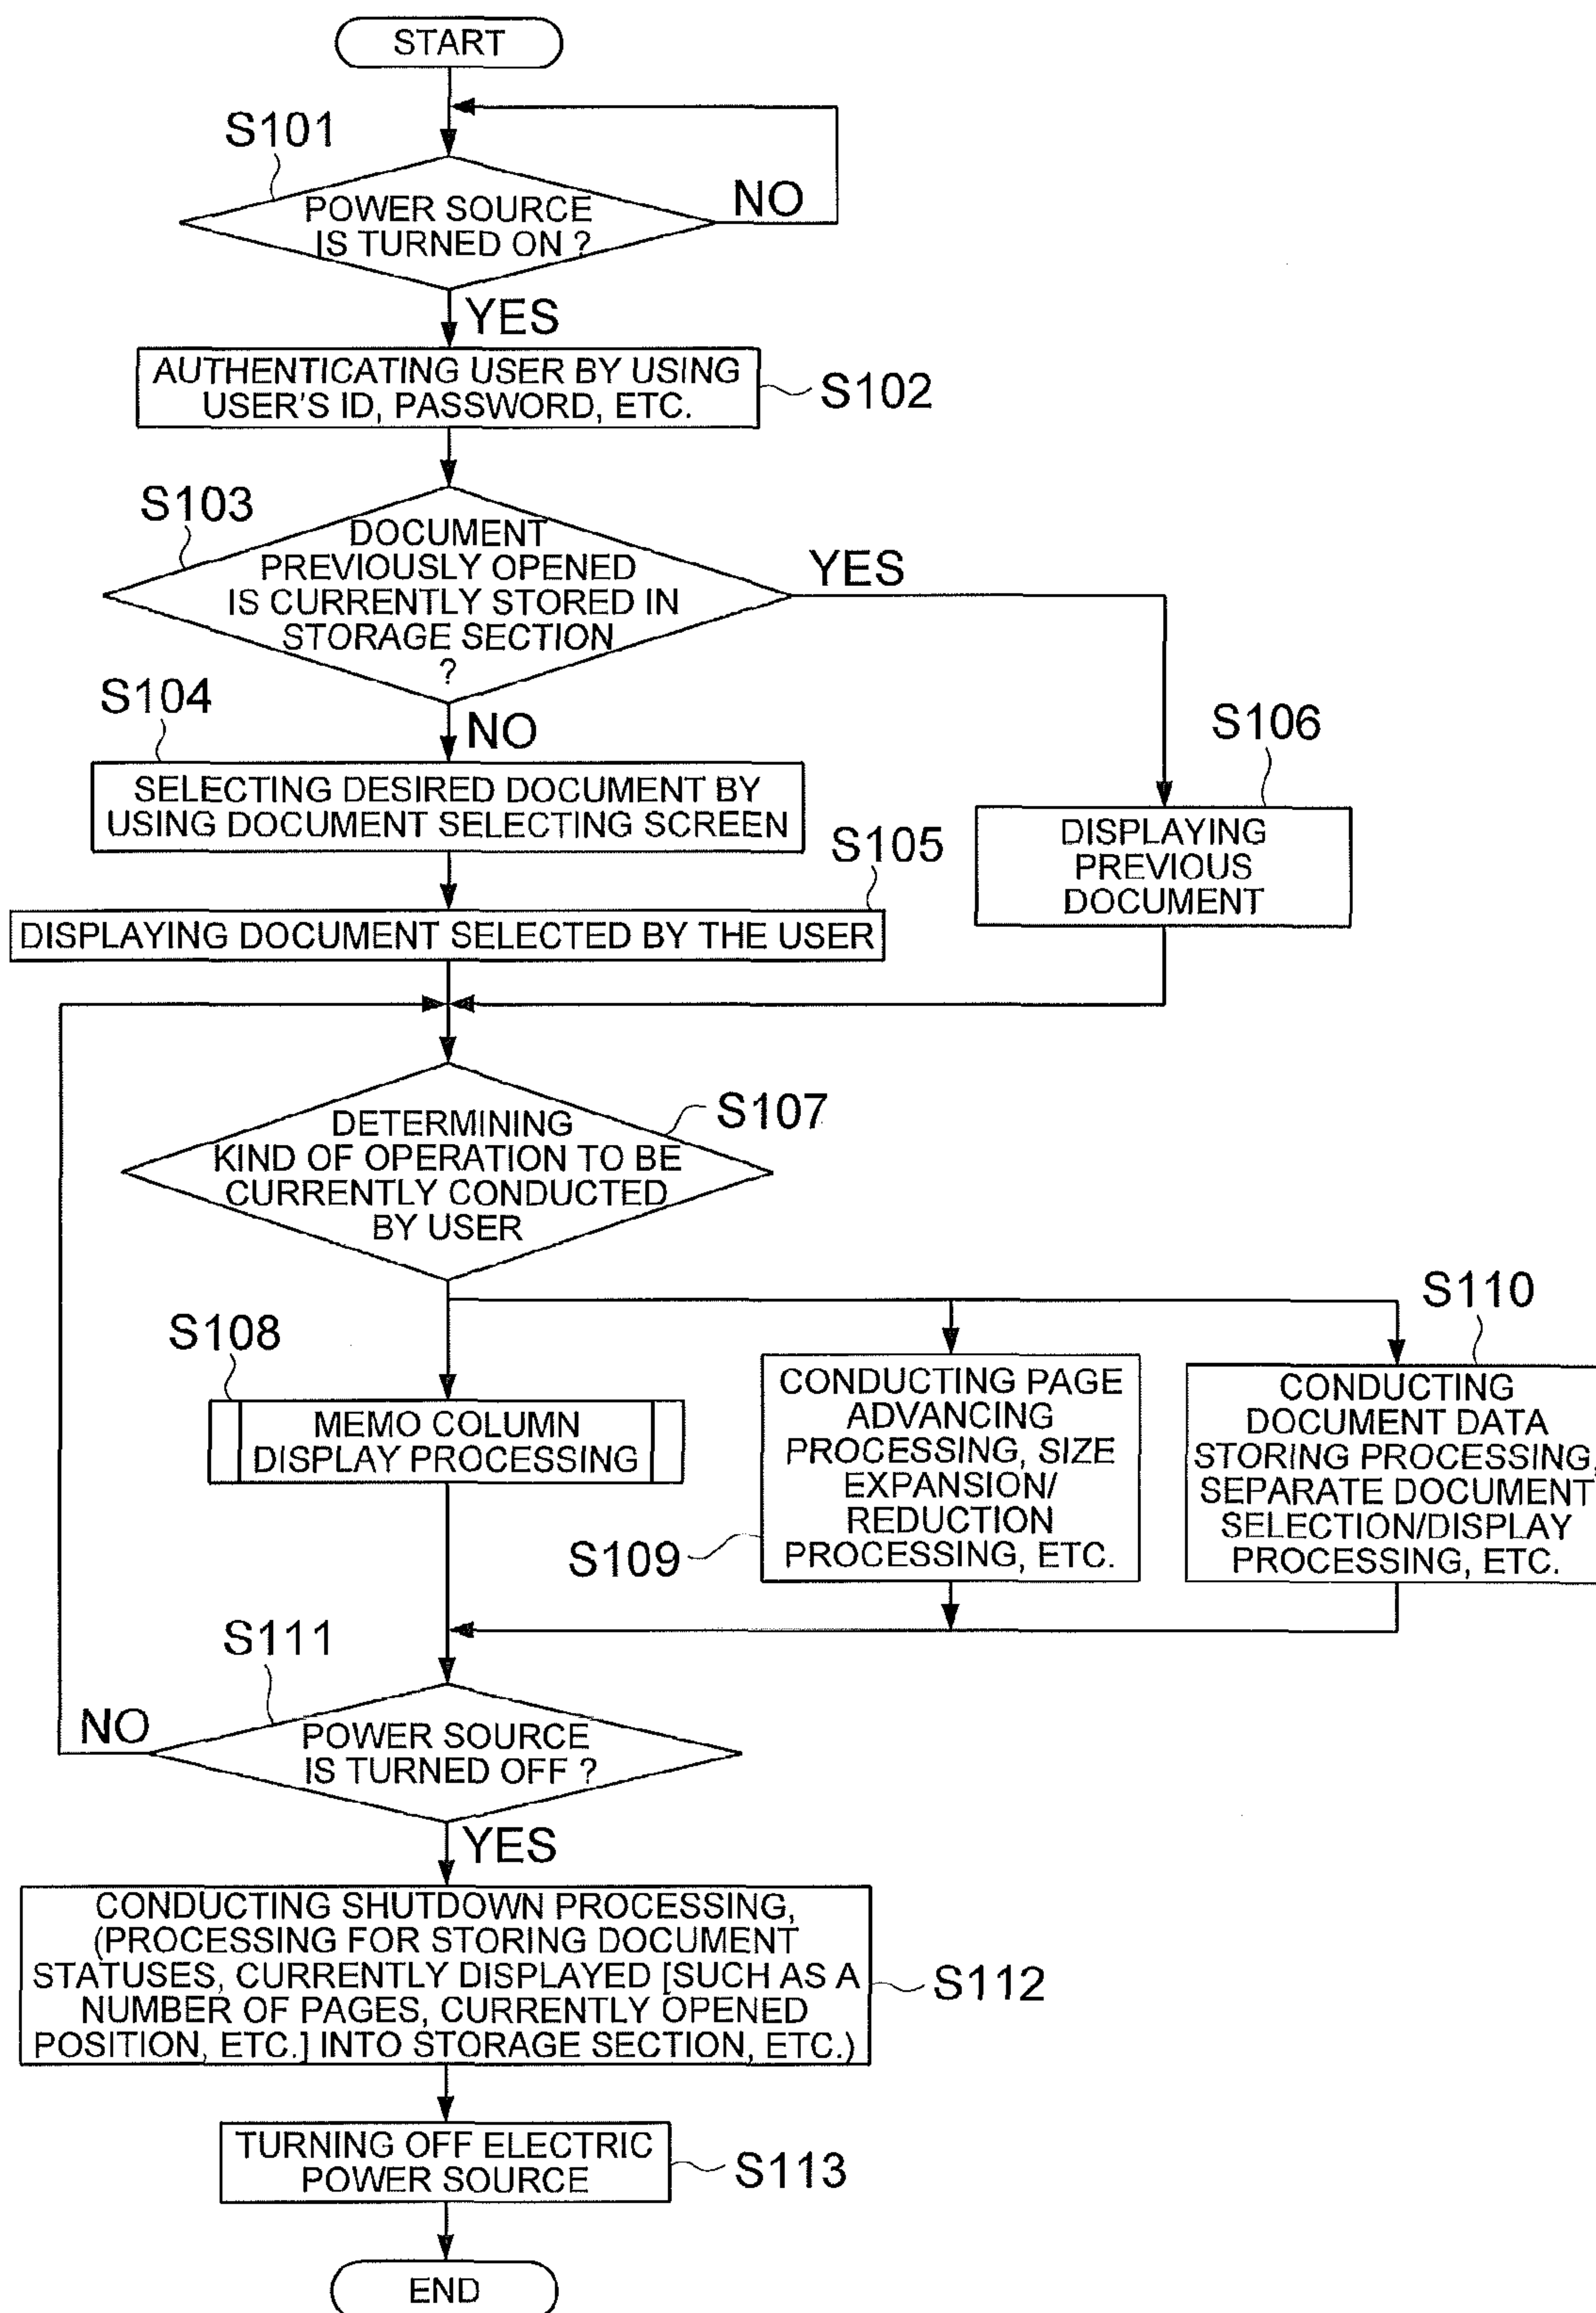 START
S101
POWER SOURCE
IS TURNED ON ?
NO
YES
AUTHENTICATING USER BY USING
USER'S ID, PASSWORD, ETC.
S102
S103
DOCUMENT
PREVIOUSLY OPENED
IS CURRENTLY STORED IN
STORAGE SECTION
?
YES
NO
S104
SELECTING DESIRED DOCUMENT BY
USING DOCUMENT SELECTING SCREEN
S105
DISPLAYING DOCUMENT SELECTED BY THE USER
S106
DISPLAYING
PREVIOUS
DOCUMENT
DETERMINING
KIND OF OPERATION TO BE
CURRENTLY CONDUCTED
BY USER
S107
S108
MEMO COLUMN
DISPLAY PROCESSING
CONDUCTING PAGE
ADVANCING
PROCESSING, SIZE
EXPANSION/
REDUCTION
PROCESSING, ETC.
S109
S110
CONDUCTING
DOCUMENT DATA
STORING PROCESSING,
SEPARATE DOCUMENT
SELECTION/DISPLAY
PROCESSING, ETC.
S111
POWER SOURCE
IS TURNED OFF ?
NO
YES
CONDUCTING SHUTDOWN PROCESSING,
(PROCESSING FOR STORING DOCUMENT
STATUSES, CURRENTLY DISPLAYED [SUCH AS A
NUMBER OF PAGES, CURRENTLY OPENED
POSITION, ETC.] INTO STORAGE SECTION, ETC.)
S112
TURNING OFF ELECTRIC
POWER SOURCE
S113
END